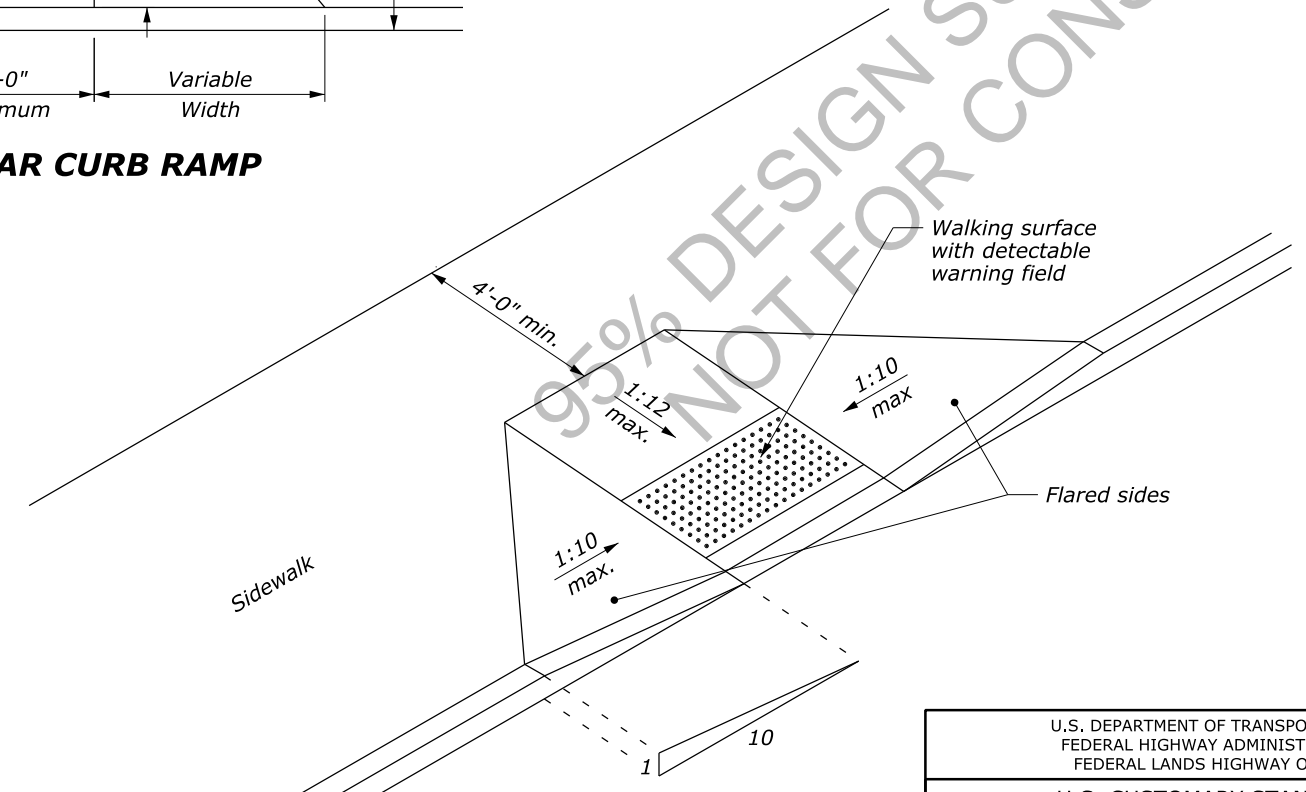 -0"
mum
Variable
Width
AR CURB RAMP
95% DESIGN S
NOT FOR CONS
Walking surface
with detectable
warning field
4'-0" min.
1:12
max.
1:10
max
Flared sides
1:10
max.
Sidewalk
10
1
U.S. DEPARTMENT OF TRANSPO
FEDERAL HIGHWAY ADMINIST
FEDERAL LANDS HIGHWAY O